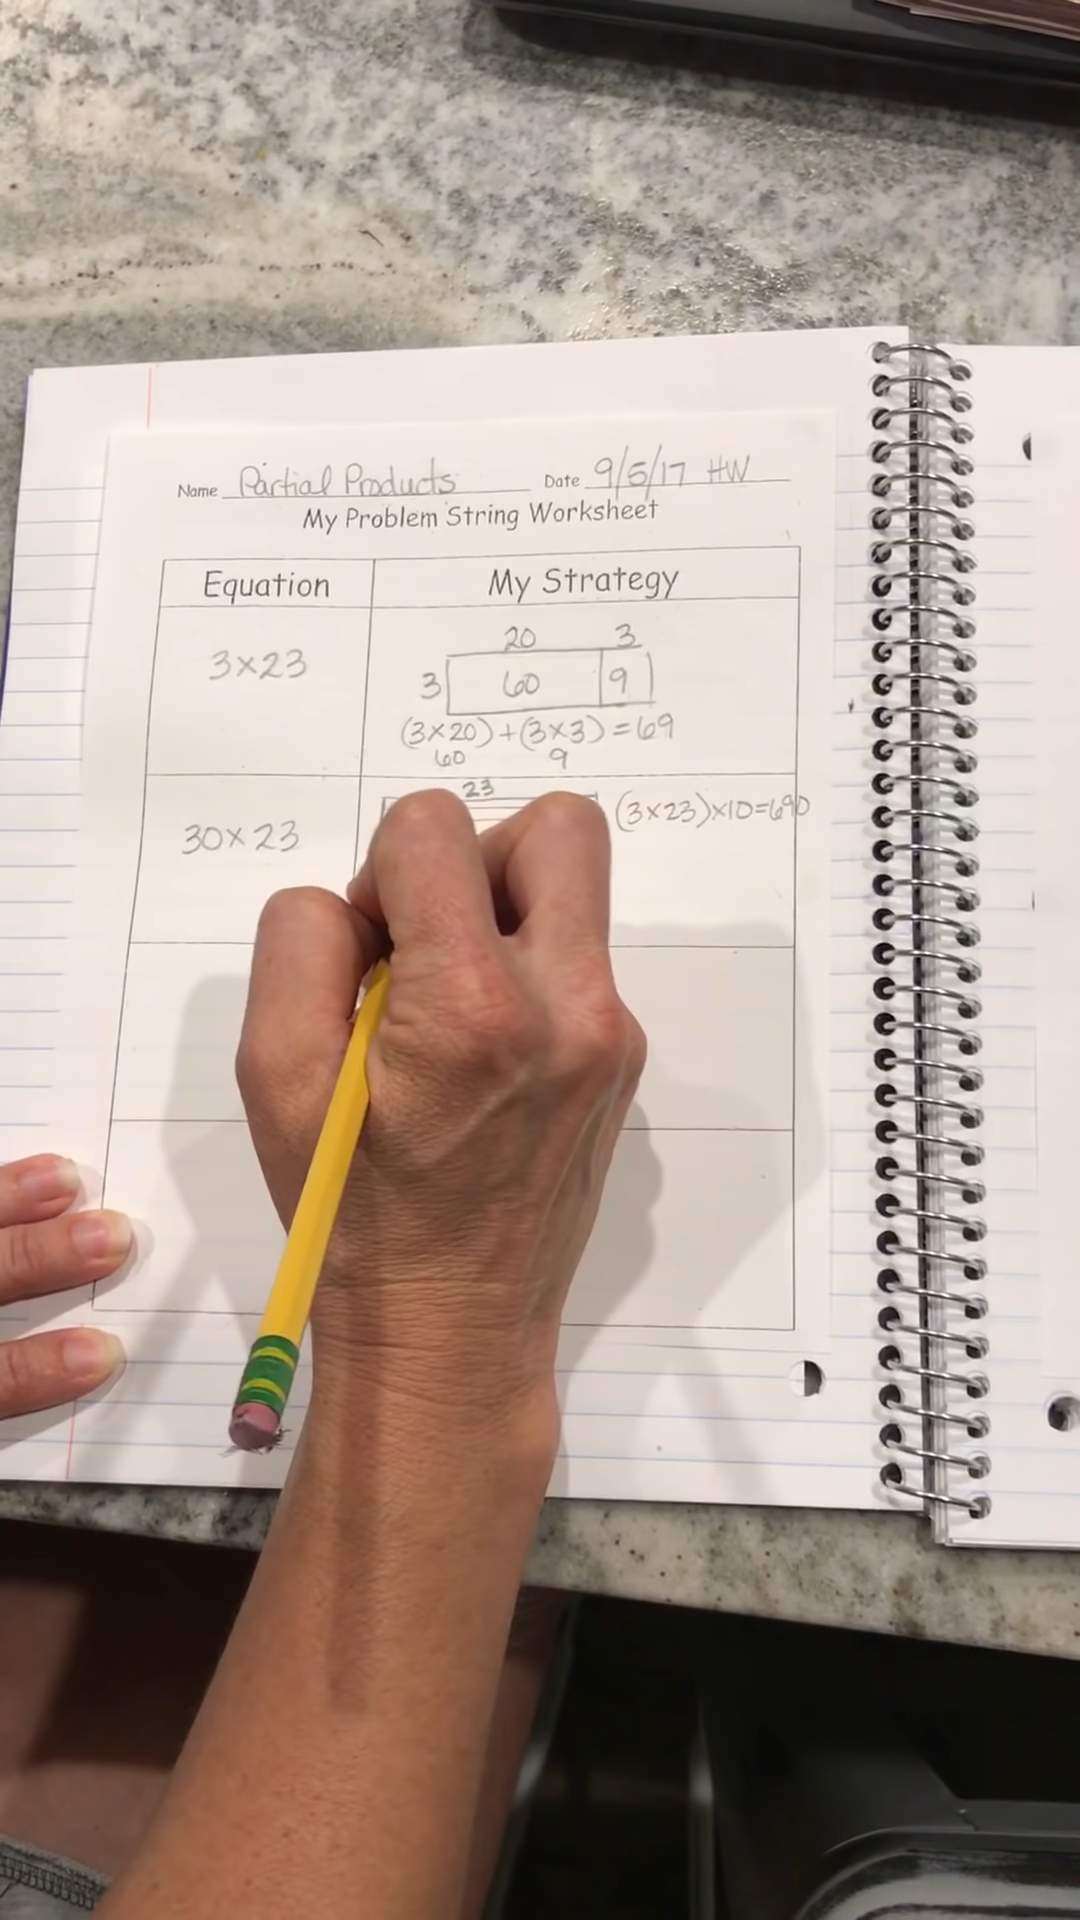 Name Partial Products Date 9/5/17 HW
My Problem String Worksheet
Equation My Strategy
3×23
20 3
3 60 9
(3×20)+(3×3)=69
60 9
30×23
23
(3×23)×10=690